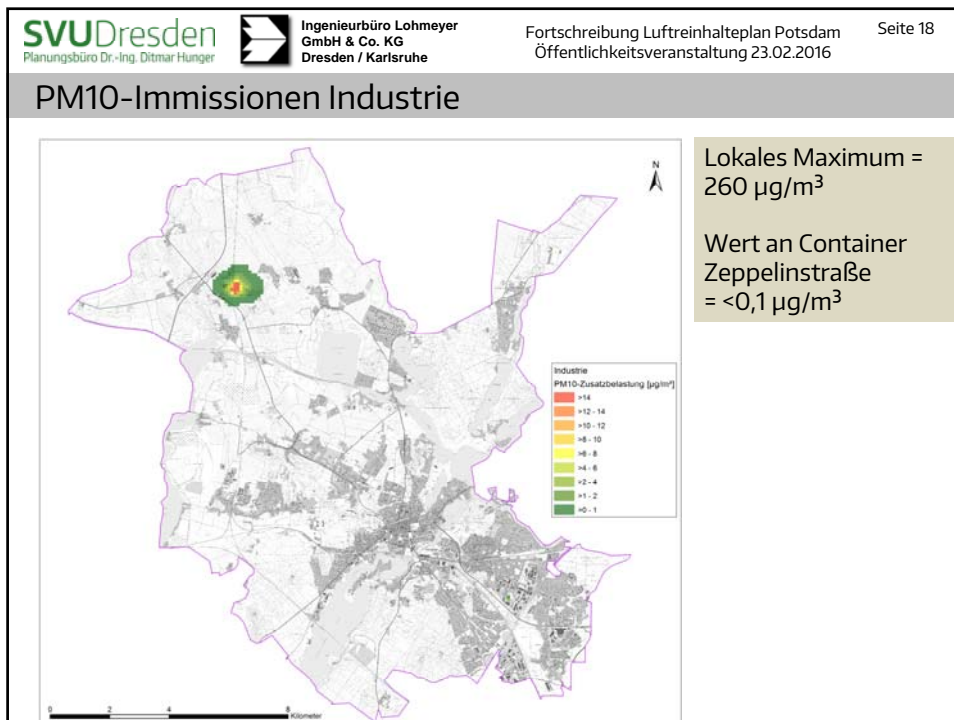 SVUDresden
Planungsbüro Dr.-Ing. Ditmar Hunger
Ingenieurbüro Lohmeyer
GmbH & Co. KG
Dresden / Karlsruhe
Fortschreibung Luftreinhalteplan Potsdam
Öffentlichkeitsveranstaltung 23.02.2016
Seite 18
PM10-Immissionen Industrie
N
Lokales Maximum =
260 µg/m³
Wert an Container
Zeppelinstraße
= <0,1 µg/m³
Industrie
PM10-Zusatzbelastung [µg/m³]
>14
>12 - 14
>10 - 12
>8 - 10
>6 - 8
>4 - 6
>2 - 4
>1 - 2
>0 - 1
0 2 4 8
Kilometer